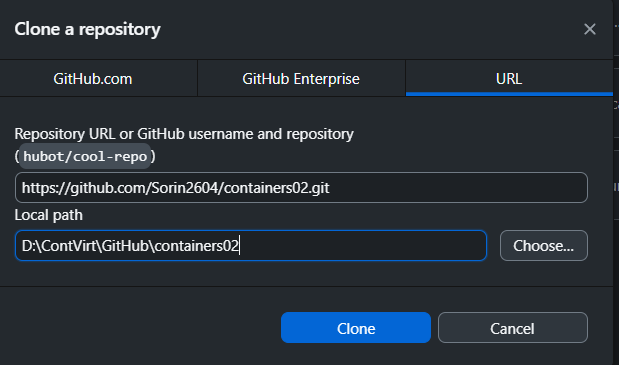 Clone a repository
GitHub.com GitHub Enterprise URL
Repository URL or GitHub username and repository
(hubot/cool-repo)
https://github.com/Sorin2604/containers02.git
Local path
D:\ContVirt\GitHub\containers02
Choose...
Clone Cancel